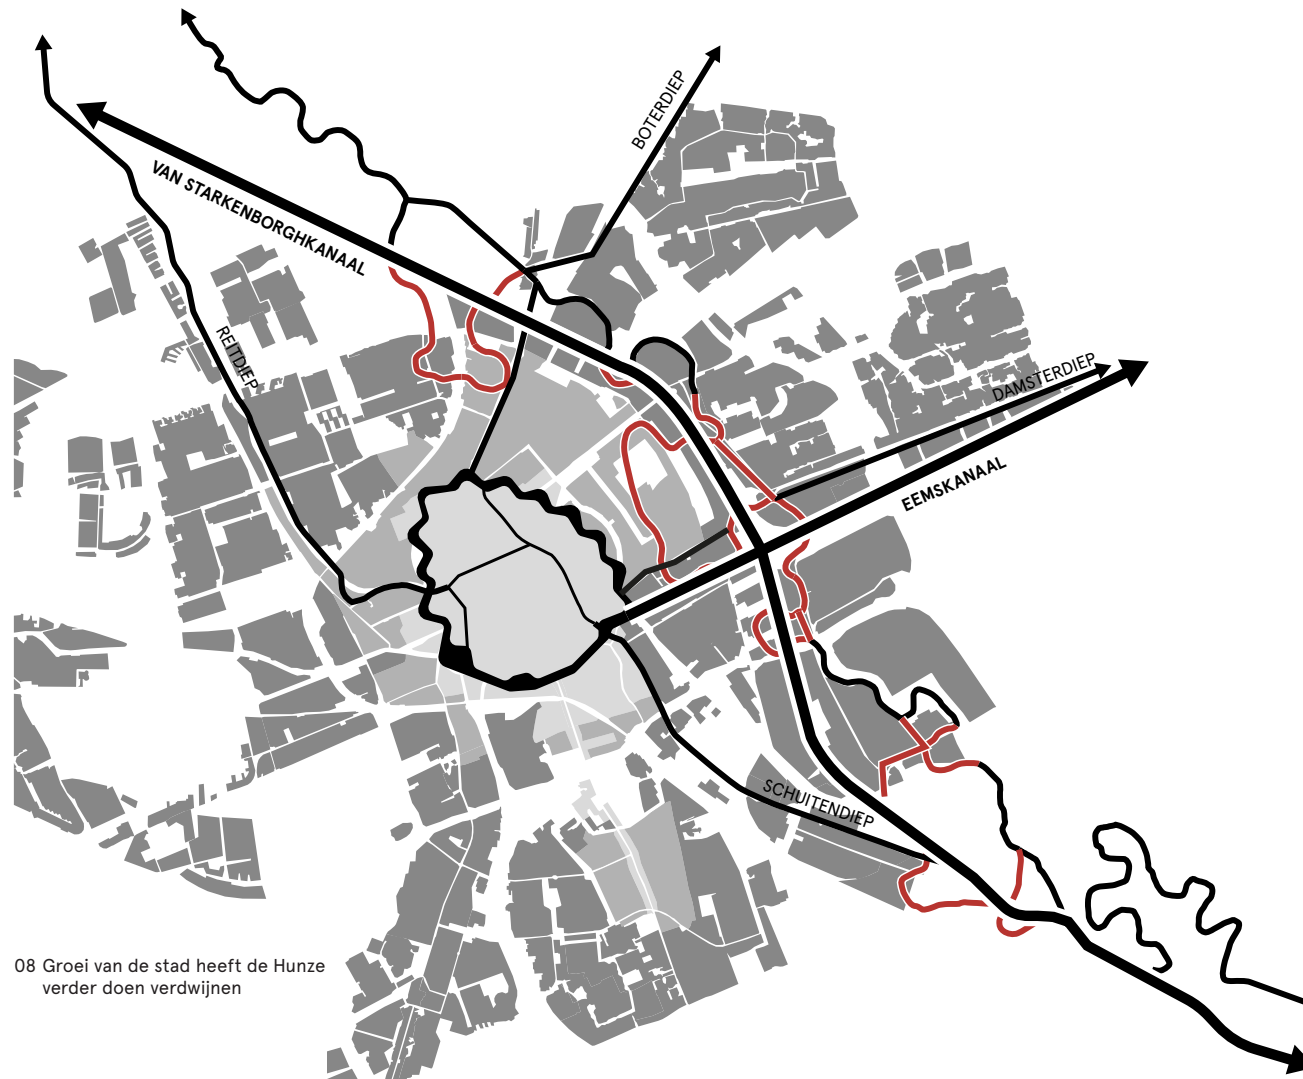 BOTERDIEP
VAN STARKENBORGHKANAAL
REITDIEP
DAMSTERDIEP
EEMSKANAAL
SCHUITENDIEP
08 Groei van de stad heeft de Hunze
verder doen verdwijnen